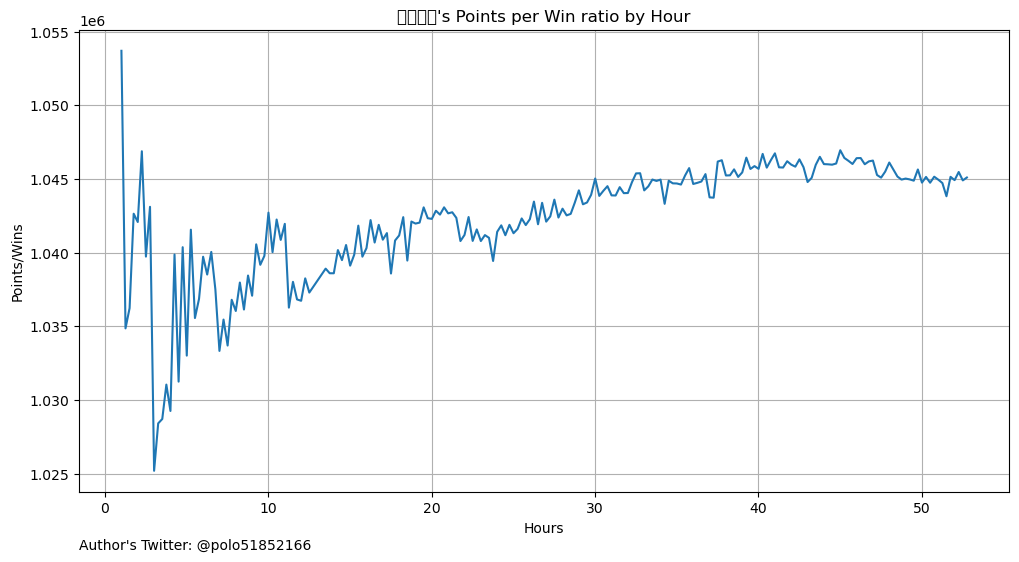 's Points per Win ratio by Hour
1e6
1.055
1.050
1.045
1.040
1.035
1.030
1.025
Points/Wins
0 10 20 30 40 50
Hours
Author's Twitter: @polo51852166